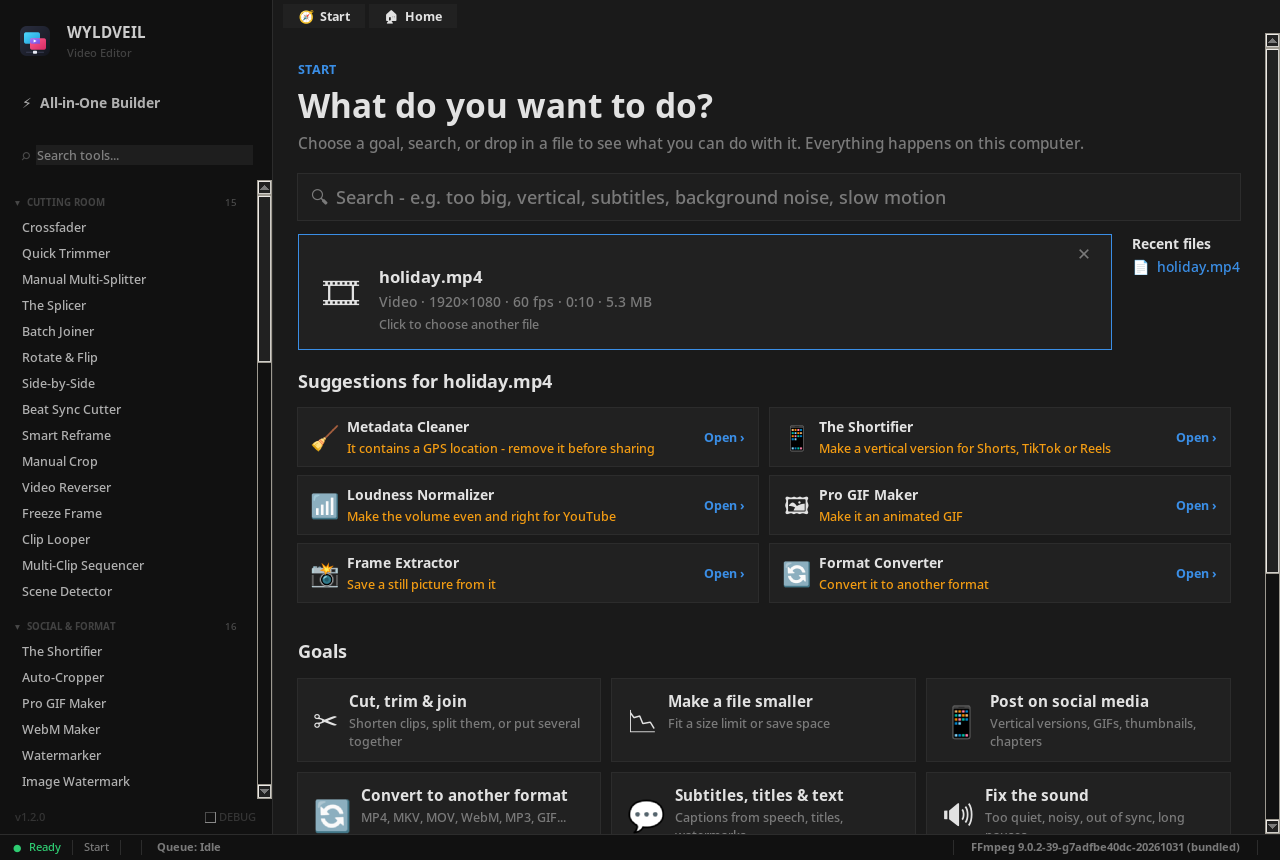 WYLDVEIL
Video Editor
All-in-One Builder
Search tools...
CUTTING ROOM 15
Crossfader
Quick Trimmer
Manual Multi-Splitter
The Splicer
Batch Joiner
Rotate & Flip
Side-by-Side
Beat Sync Cutter
Smart Reframe
Manual Crop
Video Reverser
Freeze Frame
Clip Looper
Multi-Clip Sequencer
Scene Detector
SOCIAL & FORMAT 16
The Shortifier
Auto-Cropper
Pro GIF Maker
WebM Maker
Watermarker
Image Watermark
v1.2.0 DEBUG
Start Home
START
What do you want to do?
Choose a goal, search, or drop in a file to see what you can do with it. Everything happens on this computer.
Search - e.g. too big, vertical, subtitles, background noise, slow motion
holiday.mp4
Video · 1920×1080 · 60 fps · 0:10 · 5.3 MB
Click to choose another file
Recent files
holiday.mp4
Suggestions for holiday.mp4
Metadata Cleaner
It contains a GPS location - remove it before sharing
Open ›
The Shortifier
Make a vertical version for Shorts, TikTok or Reels
Open ›
Loudness Normalizer
Make the volume even and right for YouTube
Open ›
Pro GIF Maker
Make it an animated GIF
Open ›
Frame Extractor
Save a still picture from it
Open ›
Format Converter
Convert it to another format
Open ›
Goals
Cut, trim & join
Shorten clips, split them, or put several
together
Make a file smaller
Fit a size limit or save space
Post on social media
Vertical versions, GIFs, thumbnails,
chapters
Convert to another format
MP4, MKV, MOV, WebM, MP3, GIF...
Subtitles, titles & text
Captions from speech, titles,
watermarks
Fix the sound
Too quiet, noisy, out of sync, long
pauses
Ready Start Queue: Idle FFmpeg 9.0.2-39-g7adfbe40dc-20261031 (bundled)